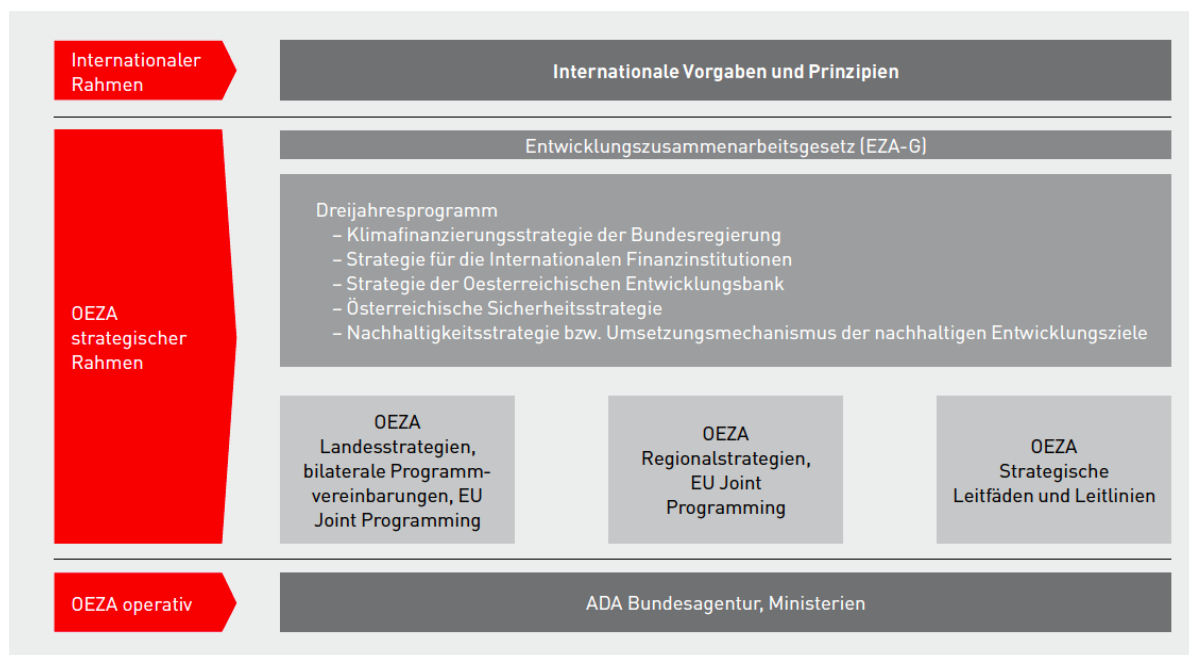 Internationaler
Rahmen
Internationale Vorgaben und Prinzipien
OEZA
strategischer
Rahmen
Entwicklungszusammenarbeitsgesetz (EZA-G)
Dreijahresprogramm
– Klimafinanzierungsstrategie der Bundesregierung
– Strategie für die Internationalen Finanzinstitutionen
– Strategie der Oesterreichischen Entwicklungsbank
– Österreichische Sicherheitsstrategie
– Nachhaltigkeitsstrategie bzw. Umsetzungsmechanismus der nachhaltigen Entwicklungsziele
OEZA
Landesstrategien,
bilaterale Programm-
vereinbarungen, EU
Joint Programming
OEZA
Regionalstrategien,
EU Joint
Programming
OEZA
Strategische
Leitfäden und Leitlinien
OEZA operativ
ADA Bundesagentur, Ministerien